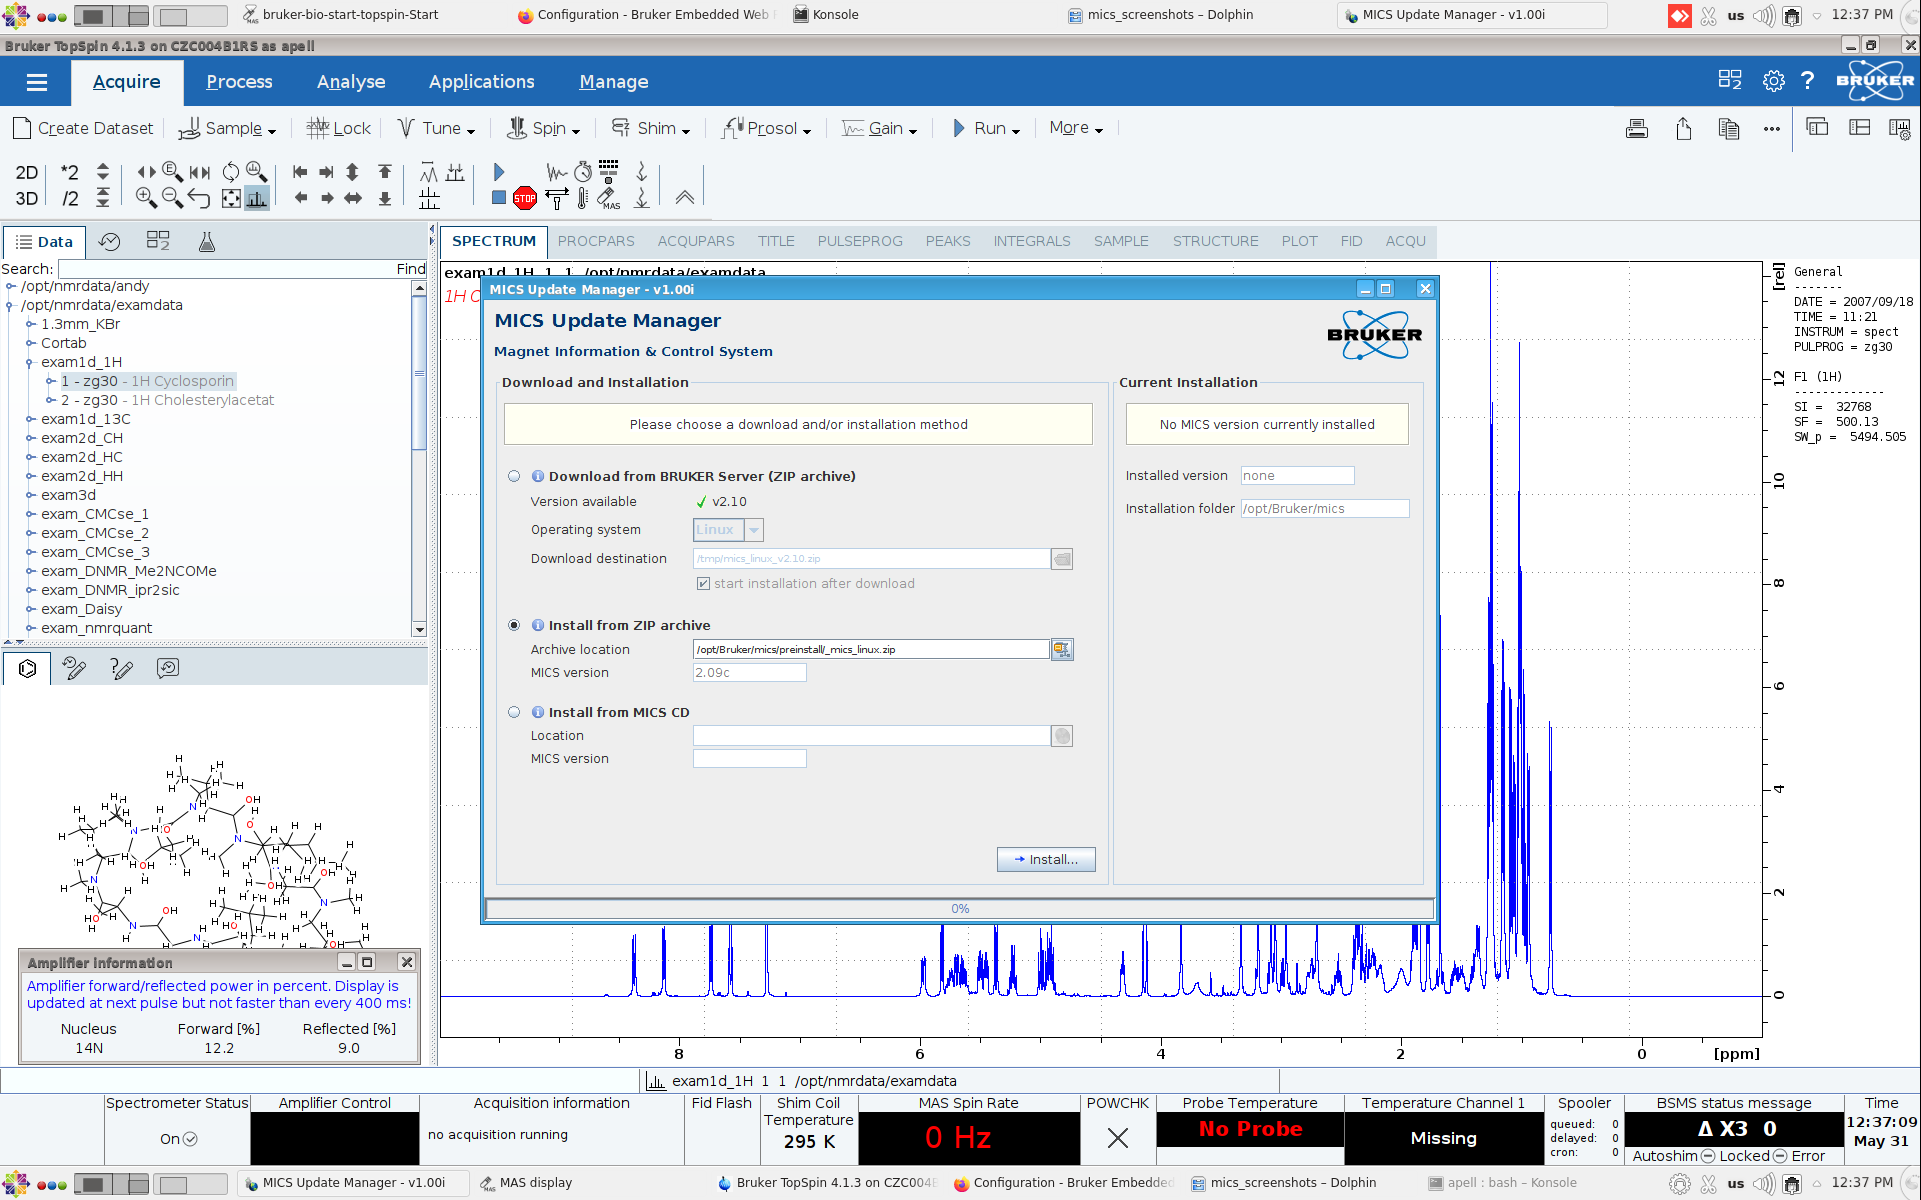 bruker-bio-start-topspin-Start
Configuration - Bruker Embedded Web
Konsole
mics_screenshots – Dolphin
MICS Update Manager - v1.00i
us
12:37 PM
MAS
Bruker TopSpin 4.1.3 on CZC004B1RS as apell
Acquire
Process
Analyse
Applications
Manage
BRUKER
Create Dataset
Sample
Lock
Tune
Spin
Shim
Prosol
Gain
Run
More
2D *2
3D /2
STOP
MAS
Data
SPECTRUM PROCPARS ACQUPARS TITLE PULSEPROG PEAKS INTEGRALS SAMPLE STRUCTURE PLOT FID ACQU
Search:
Find
/opt/nmrdata/andy
/opt/nmrdata/examdata
1.3mm_KBr
Cortab
exam1d_1H
1 - zg30 - 1H Cyclosporin
2 - zg30 - 1H Cholesterylacetat
exam1d_13C
exam2d_CH
exam2d_HC
exam2d_HH
exam3d
exam_CMCse_1
exam_CMCse_2
exam_CMCse_3
exam_DNMR_Me2NCOMe
exam_DNMR_ipr2sic
exam_Daisy
exam_nmrquant
exam1d_1H 1 1 /opt/nmrdata/examdata
1H C
MICS Update Manager - v1.00i
MICS Update Manager
Magnet Information & Control System
BRUKER
Download and Installation
Please choose a download and/or installation method
Download from BRUKER Server (ZIP archive)
Version available
v2.10
Operating system
Linux
Download destination
/tmp/mics_linux_v2.10.zip
start installation after download
Install from ZIP archive
Archive location
/opt/Bruker/mics/preinstall/_mics_linux.zip
MICS version
2.09c
Install from MICS CD
Location
MICS version
Install...
Current Installation
No MICS version currently installed
Installed version
none
Installation folder
/opt/Bruker/mics
0%
[rel]
12
10
8
6
4
2
0
8 6 4 2 0 [ppm]
General
-------
DATE = 2007/09/18
TIME = 11:21
INSTRUM = spect
PULPROG = zg30
F1 (1H)
-------------
SI = 32768
SF = 500.13
SW_p = 5494.505
Amplifier information
Amplifier forward/reflected power in percent. Display is
updated at next pulse but not faster than every 400 ms!
Nucleus Forward [%] Reflected [%]
14N 12.2 9.0
exam1d_1H 1 1 /opt/nmrdata/examdata
Spectrometer Status
On
Amplifier Control
Acquisition information
no acquisition running
Fid Flash
Shim Coil
Temperature
295 K
MAS Spin Rate
0 Hz
POWCHK
Probe Temperature
No Probe
Temperature Channel 1
Missing
Spooler
queued: 0
delayed: 0
cron: 0
BSMS status message
Δ X3 0
Autoshim Locked Error
Time
12:37:09
May 31
MICS Update Manager - v1.00i
MAS display
Bruker TopSpin 4.1.3 on CZC004B
Configuration - Bruker Embedded
mics_screenshots – Dolphin
apell : bash – Konsole
us
12:37 PM